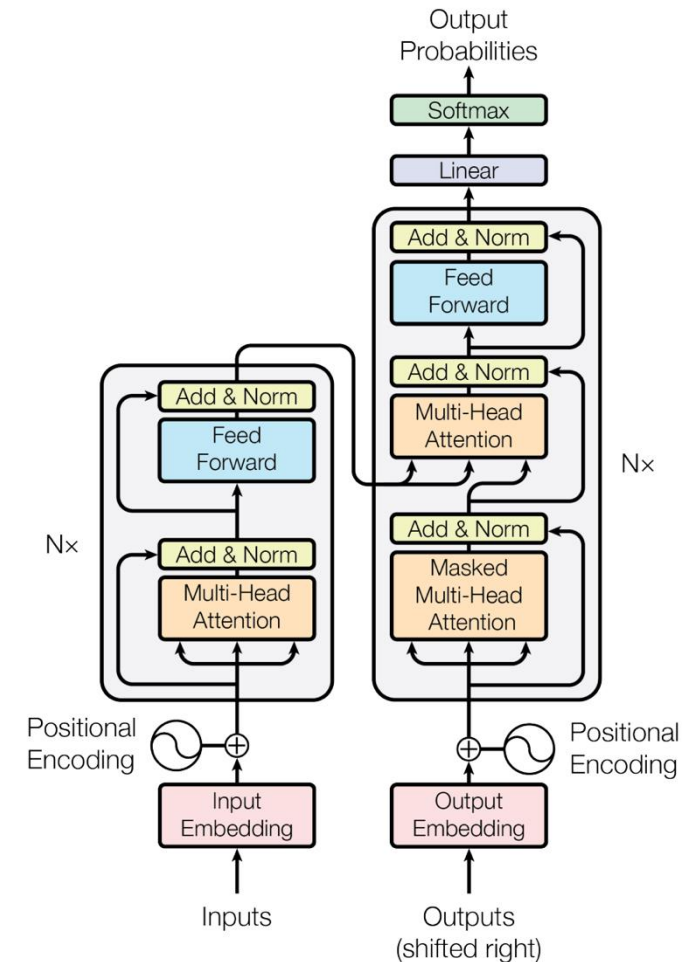 Output
Probabilities
Softmax
Linear
Add & Norm
Feed
Forward
Add & Norm
Multi-Head
Attention
Add & Norm
Masked
Multi-Head
Attention
Nx
Add & Norm
Feed
Forward
Add & Norm
Multi-Head
Attention
Nx
Positional
Encoding
Positional
Encoding
Input
Embedding
Output
Embedding
Inputs
Outputs
(shifted right)